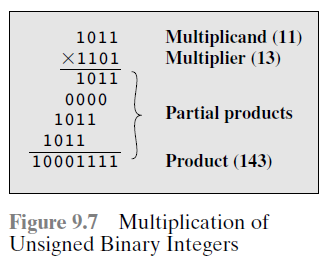 1011 Multiplicand (11)
×1101 Multiplier (13)
1011
0000
1011 Partial products
1011
10001111 Product (143)
Figure 9.7 Multiplication of
Unsigned Binary Integers